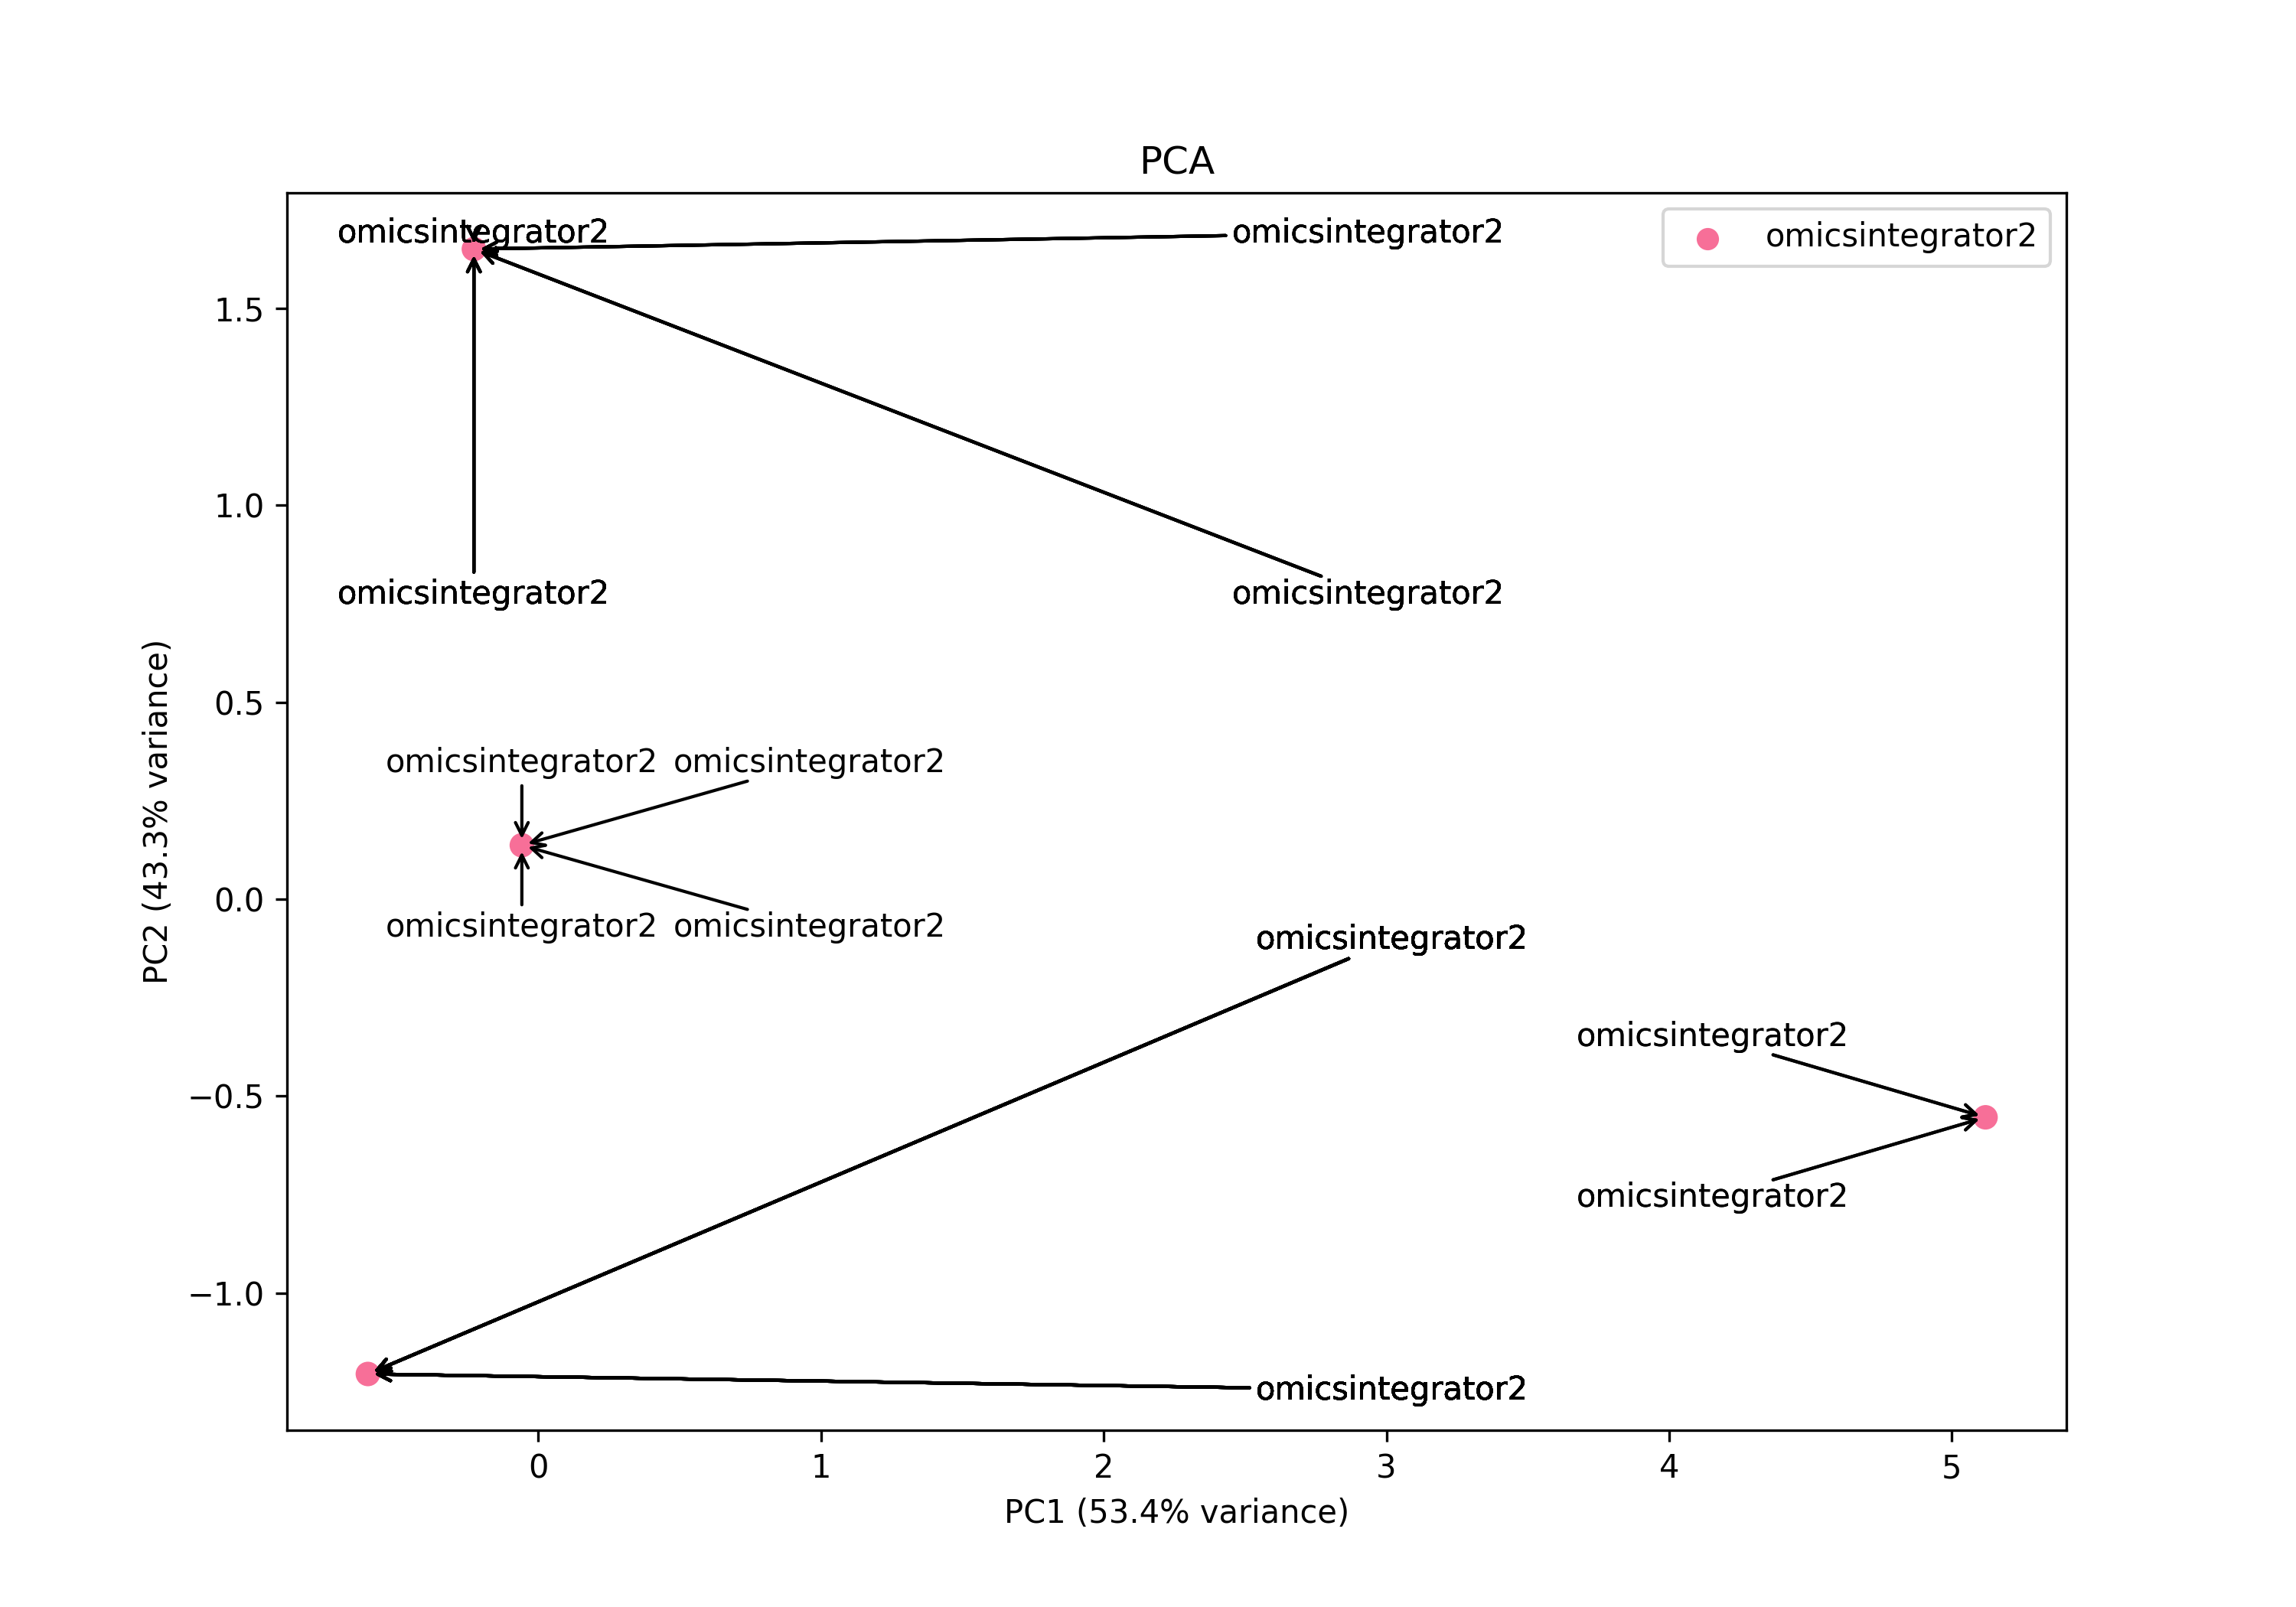 PCA
omicsintegrator2 omicsintegrator2 omicsintegrator2
1.5
1.0
omicsintegrator2 omicsintegrator2
0.5
omicsintegrator2 omicsintegrator2
PC2 (43.3% variance)
0.0
omicsintegrator2 omicsintegrator2
omicsintegrator2
omicsintegrator2
−0.5
omicsintegrator2
−1.0
omicsintegrator2
0 1 2 3 4 5
PC1 (53.4% variance)